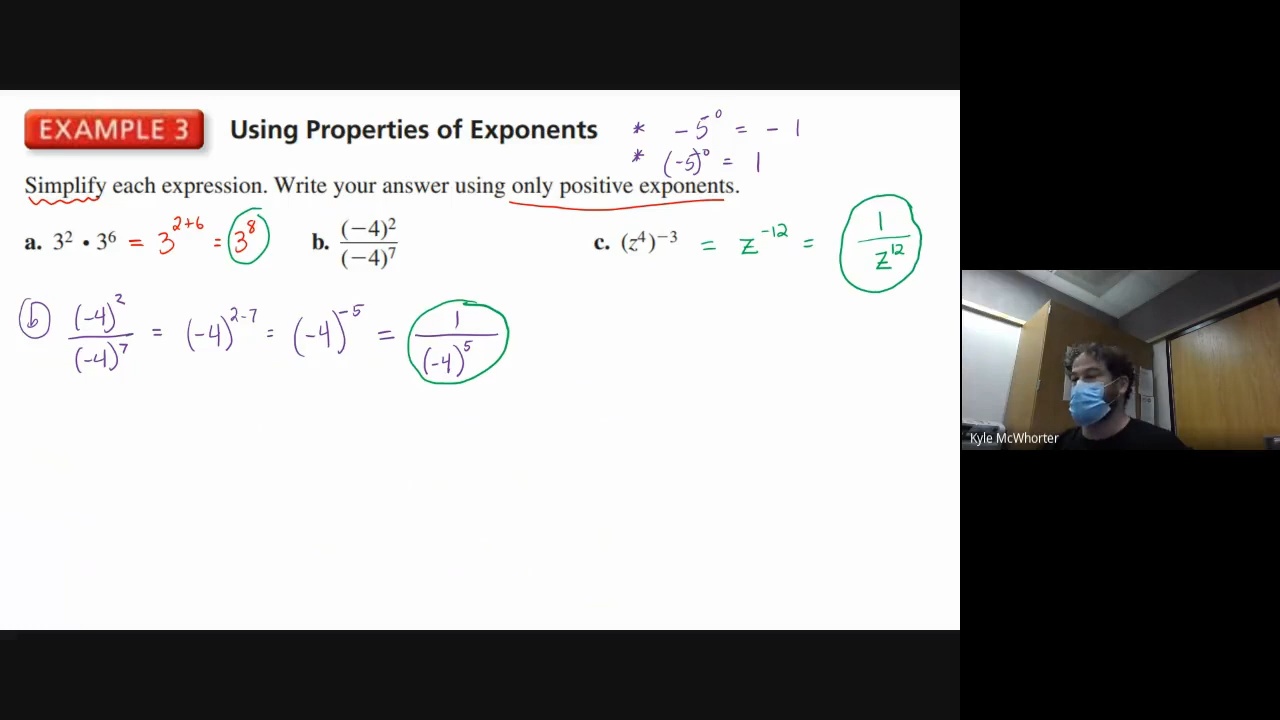 EXAMPLE 3 Using Properties of Exponents * -5⁰ = -1
* (-5)⁰ = 1
Simplify each expression. Write your answer using only positive exponents.
a. 3² • 3⁶ = 3²⁺⁶ = 3⁸ b. (−4)²/(−4)⁷ c. (z⁴)⁻³ = z⁻¹² = 1/z¹²
b (-4)²/(-4)⁷ = (-4)²⁻⁷ = (-4)⁻⁵ = 1/(-4)⁵
Kyle McWhorter